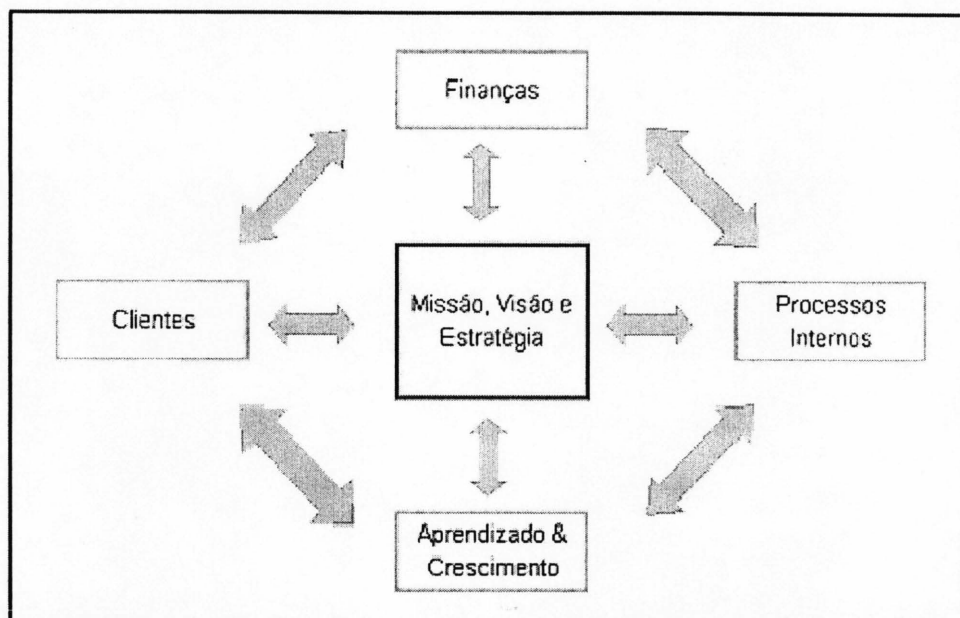 Finanças
Clientes
Missão, Visão e
Estratégia
Processos
Internos
Aprendizado &
Crescimento